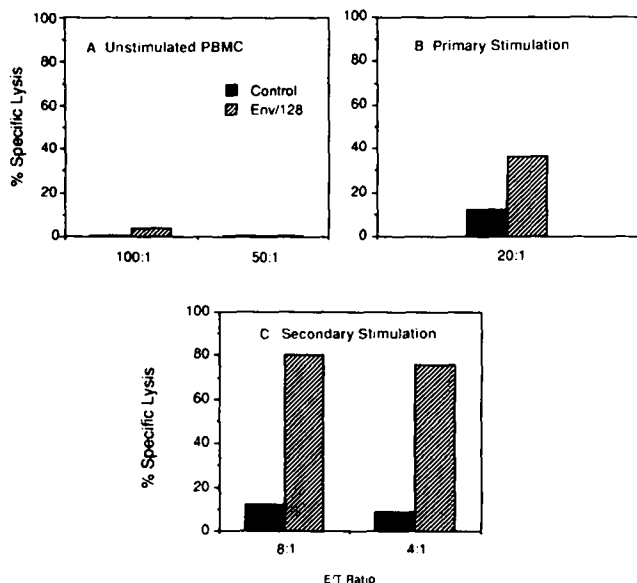 A Unstimulated PBMC
Control
Env/128
% Specific Lysis
100
80
60
40
20
0
100:1
50:1
B Primary Stimulation
100
80
60
40
20
0
20:1
C Secondary Stimulation
% Specific Lysis
100
80
60
40
20
0
8:1
4:1
E/T Ratio